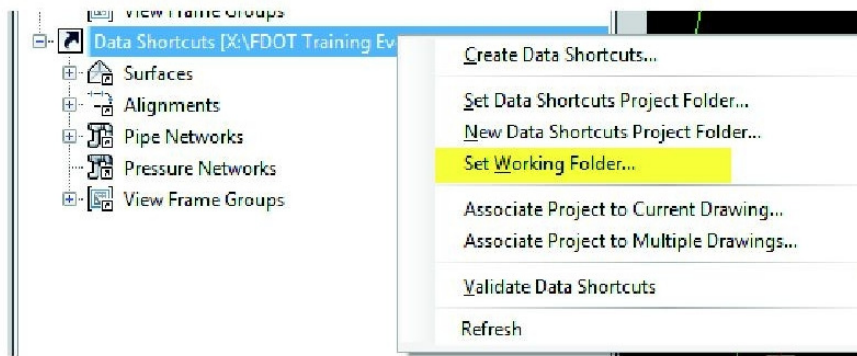 View Frame Groups
Data Shortcuts [X:\FDOT Training Ev
Surfaces
Alignments
Pipe Networks
Pressure Networks
View Frame Groups
Create Data Shortcuts...
Set Data Shortcuts Project Folder...
New Data Shortcuts Project Folder...
Set Working Folder...
Associate Project to Current Drawing...
Associate Project to Multiple Drawings...
Validate Data Shortcuts
Refresh